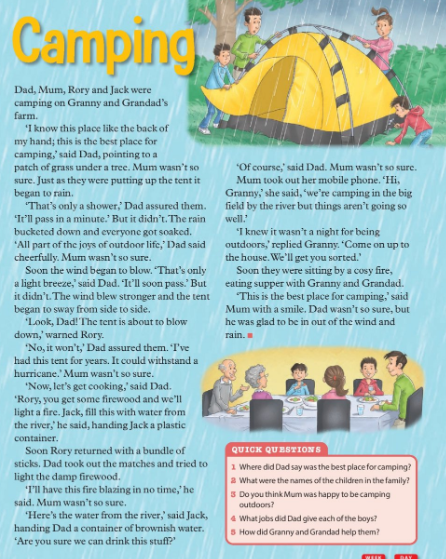 Camping
Dad, Mum, Rory and Jack were
camping on Granny and Grandad's
farm.
'I know this place like the back of
my hand; this is the best place for
camping,' said Dad, pointing to a
patch of grass under a tree. Mum wasn't so
sure. Just as they were putting up the tent it
began to rain.
'That's only a shower,' Dad assured them.
'It'll pass in a minute.' But it didn't. The rain
bucketed down and everyone got soaked.
'All part of the joys of outdoor life,' Dad said
cheerfully. Mum wasn't so sure.
Soon the wind began to blow. 'That's only
a light breeze,' said Dad. 'It'll soon pass.' But
it didn't. The wind blew stronger and the tent
began to sway from side to side.
'Look, Dad! The tent is about to blow
down,' warned Rory.
'No, it won't,' Dad assured them. 'I've
had this tent for years. It could withstand a
hurricane.' Mum wasn't so sure.
'Now, let's get cooking,' said Dad.
'Rory, you get some firewood and we'll
light a fire. Jack, fill this with water from
the river,' he said, handing Jack a plastic
container.
Soon Rory returned with a bundle of
sticks. Dad took out the matches and tried to
light the damp firewood.
'I'll have this fire blazing in no time,' he
said. Mum wasn't so sure.
'Here's the water from the river,' said Jack,
handing Dad a container of brownish water.
'Are you sure we can drink this stuff?'
'Of course,' said Dad. Mum wasn't so sure.
Mum took out her mobile phone. 'Hi,
Granny,' she said, 'we're camping in the big
field by the river but things aren't going so
well.'
'I knew it wasn't a night for being
outdoors,' replied Granny. 'Come on up to
the house. We'll get you sorted.'
Soon they were sitting by a cosy fire,
eating supper with Granny and Grandad.
'This is the best place for camping,' said
Mum with a smile. Dad wasn't so sure, but
he was glad to be in out of the wind and
rain.
QUICK QUESTIONS
1 Where did Dad say was the best place for camping?
2 What were the names of the children in the family?
3 Do you think Mum was happy to be camping
outdoors?
4 What jobs did Dad give each of the boys?
5 How did Granny and Grandad help them?
WEEK DAY